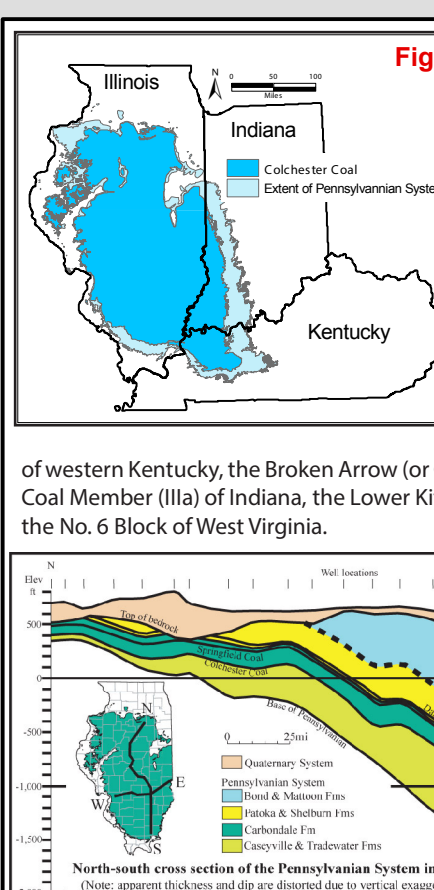 Fig
Illinois
N
0 50 100
Miles
Indiana
Colchester Coal
Extent of Pennsylvannian Syste
Kentucky
of western Kentucky, the Broken Arrow (or
Coal Member (IIIa) of Indiana, the Lower Ki
the No. 6 Block of West Virginia.
N
Elev
ft
Well locations
500
Top of bedrock
Springfield Coal
Colchester Coal
0
Base of Pennsylvanian
Da
N
-500
0 25mi
Quaternary System
Pennsylvanian System
E
Bond & Mattoon Fms
-1,000
W
Patoka & Shelburn Fms
Carbondale Fm
-1,500
S
Caseyville & Tradewater Fms
North-south cross section of the Pennsylvanian System in
(Note: apparent thickness and dip are distorted due to vertical exagg